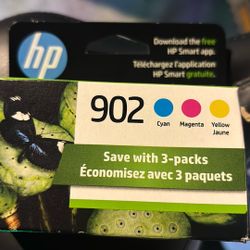 hp
Download the free
HP Smart app.
Téléchargez l'application
HP Smart gratuite.
902
Cyan
Magenta
Yellow
Jaune
Save with 3-packs
Économisez avec 3 paquets